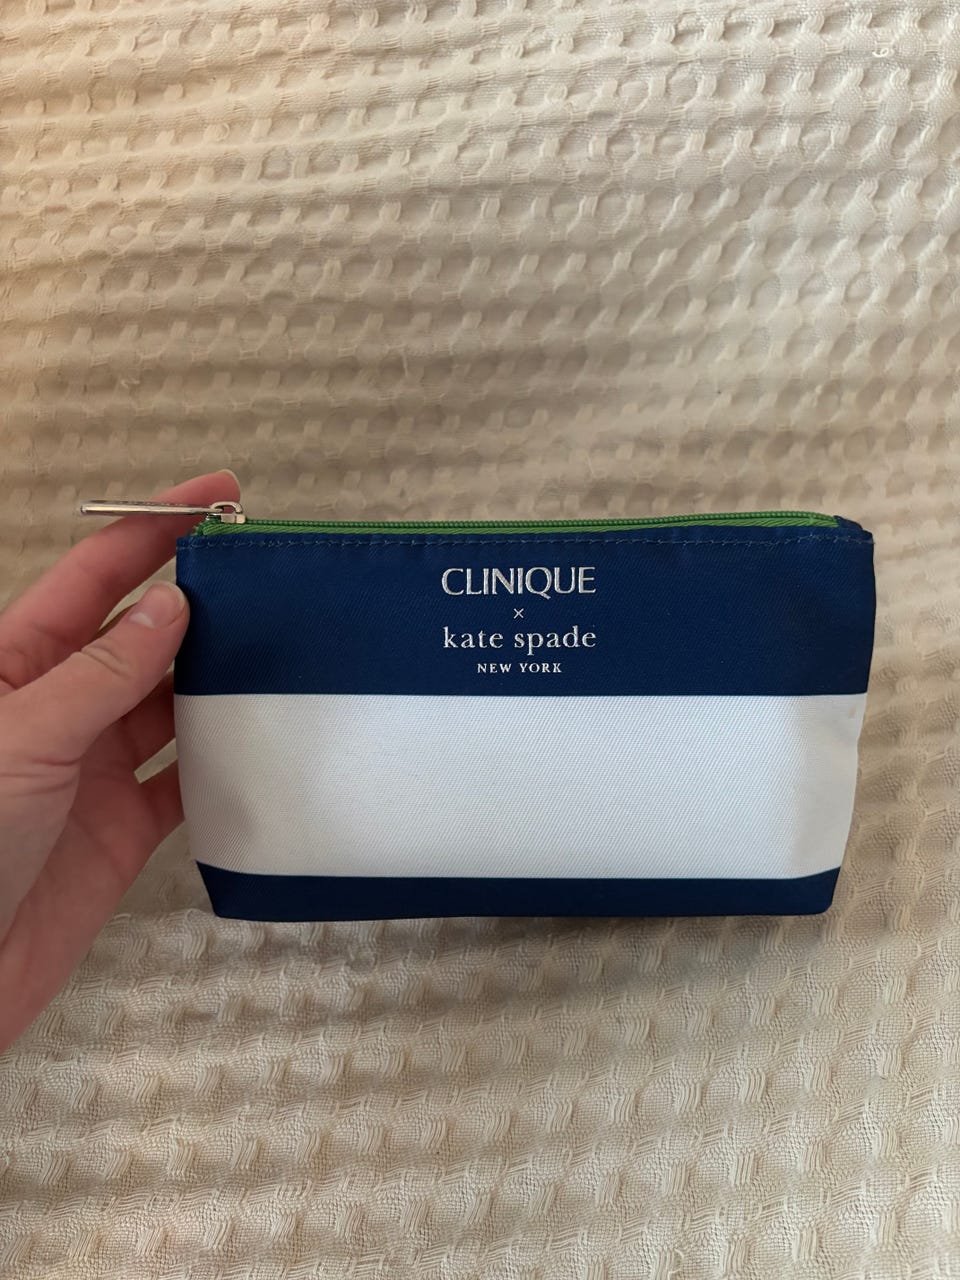 CLINIQUE
×
kate spade
NEW YORK